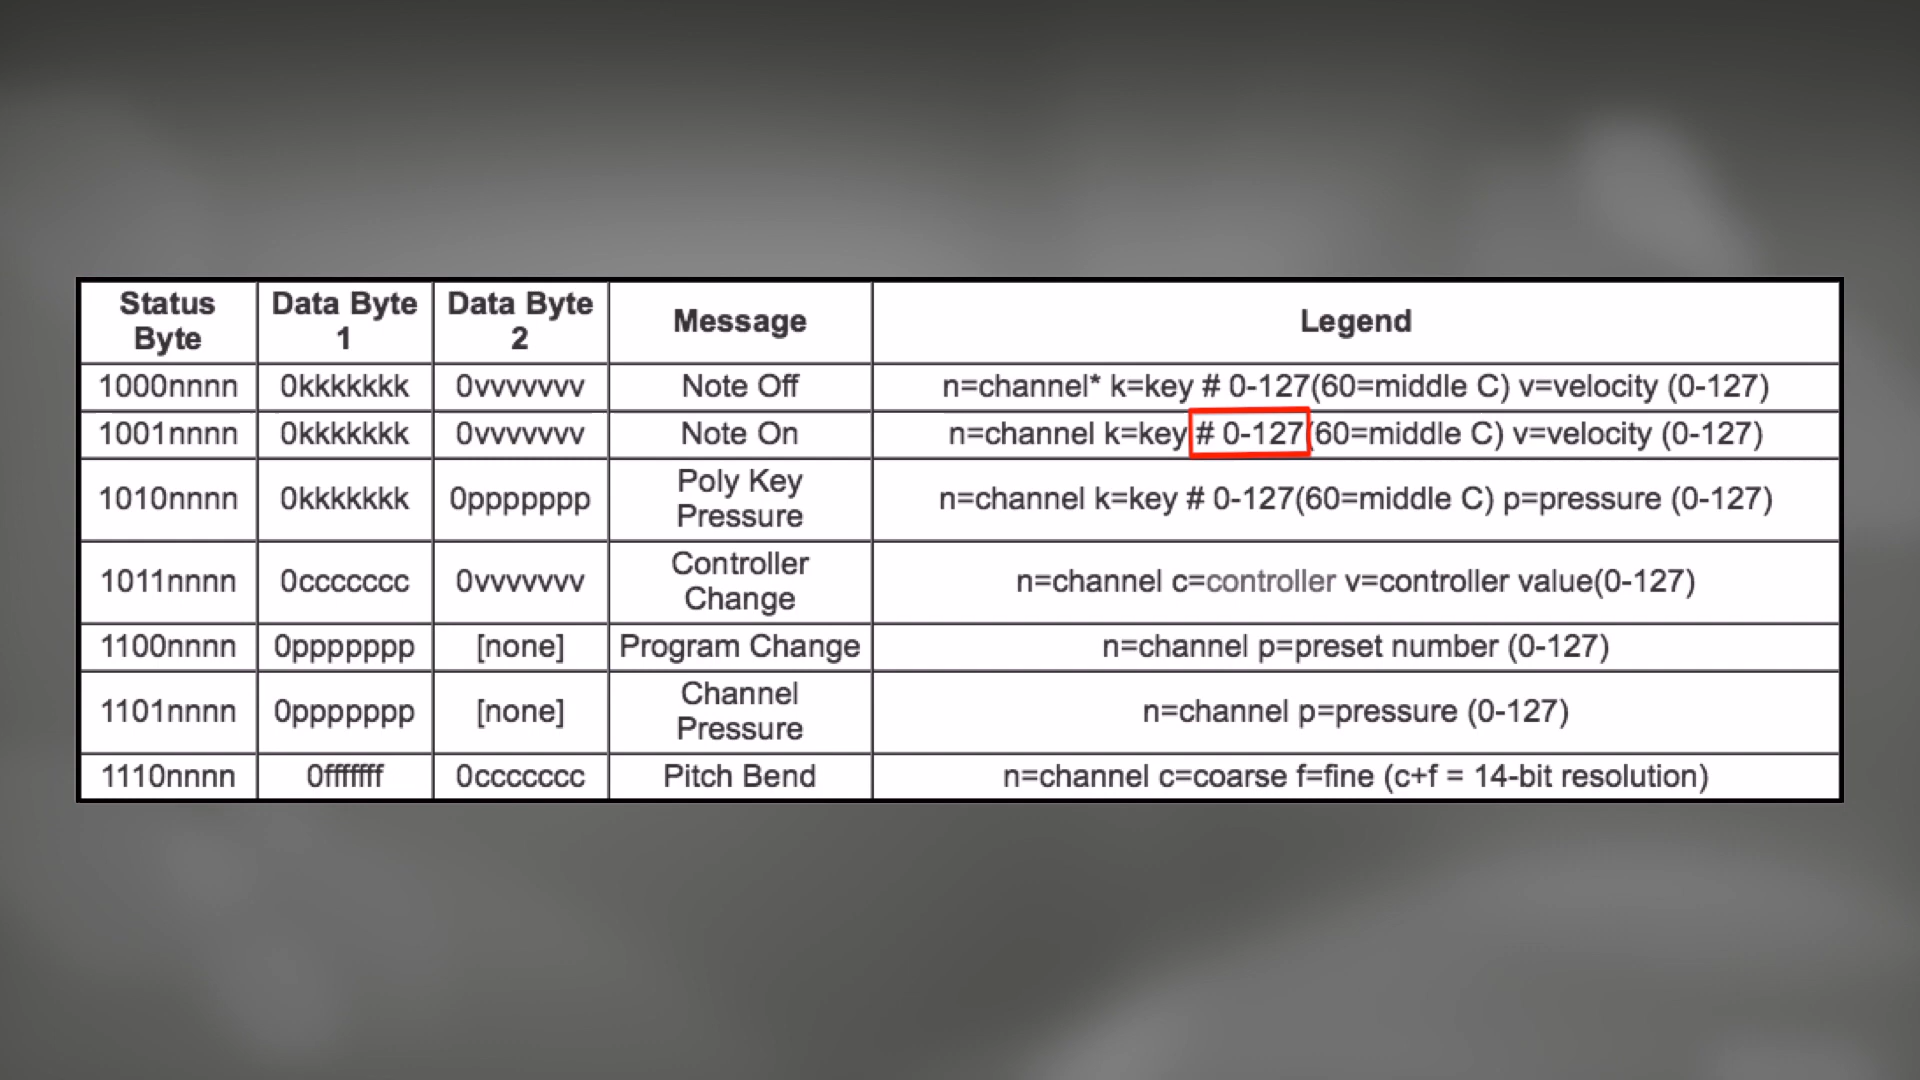 Status Byte | Data Byte 1 | Data Byte 2 | Message | Legend
1000nnnn | 0kkkkkkk | 0vvvvvvv | Note Off | n=channel* k=key # 0-127(60=middle C) v=velocity (0-127)
1001nnnn | 0kkkkkkk | 0vvvvvvv | Note On | n=channel k=key # 0-127(60=middle C) v=velocity (0-127)
1010nnnn | 0kkkkkkk | 0ppppppp | Poly Key Pressure | n=channel k=key # 0-127(60=middle C) p=pressure (0-127)
1011nnnn | 0ccccccc | 0vvvvvvv | Controller Change | n=channel c=controller v=controller value(0-127)
1100nnnn | 0ppppppp | [none] | Program Change | n=channel p=preset number (0-127)
1101nnnn | 0ppppppp | [none] | Channel Pressure | n=channel p=pressure (0-127)
1110nnnn | 0fffffff | 0ccccccc | Pitch Bend | n=channel c=coarse f=fine (c+f = 14-bit resolution)